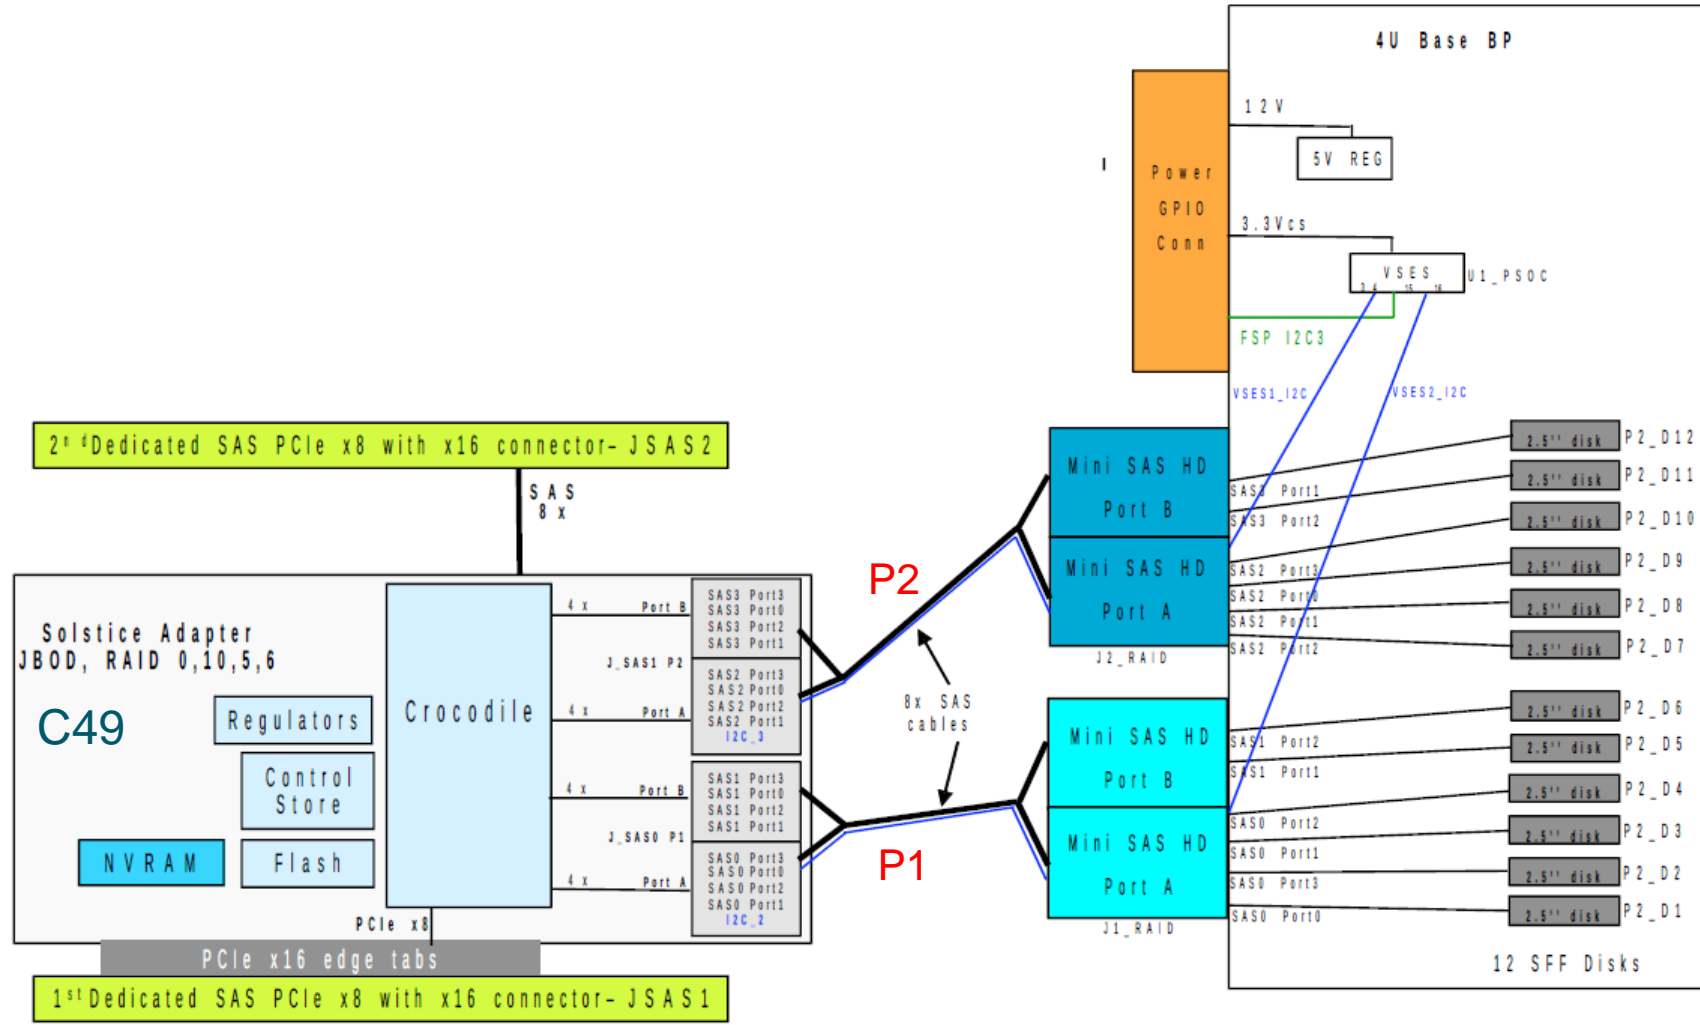 4U Base BP
12V
5V REG
Power
GPIO
Conn
3.3Vcs
VSES
3 4 15 16
U1_PSOC
FSP I2C3
VSES1_I2C
VSES2_I2C
2nd Dedicated SAS PCIe x8 with x16 connector- JSAS2
SAS
8x
Mini SAS HD
Port B
Mini SAS HD
Port A
J2_RAID
SAS3 Port1
SAS3 Port2
SAS2 Port3
SAS2 Port0
SAS2 Port1
SAS2 Port2
2.5'' disk P2_D12
2.5'' disk P2_D11
2.5'' disk P2_D10
2.5'' disk P2_D9
2.5'' disk P2_D8
2.5'' disk P2_D7
Solstice Adapter
JBOD, RAID 0,10,5,6
C49
Regulators
Control
Store
NVRAM
Flash
Crocodile
4x Port B
J_SAS1 P2
4x Port A
4x Port B
J_SAS0 P1
4x Port A
SAS3 Port3
SAS3 Port0
SAS3 Port2
SAS3 Port1
SAS2 Port3
SAS2 Port0
SAS2 Port2
SAS2 Port1
I2C_3
SAS1 Port3
SAS1 Port0
SAS1 Port2
SAS1 Port1
SAS0 Port3
SAS0 Port0
SAS0 Port2
SAS0 Port1
I2C_2
P2
8x SAS
cables
P1
Mini SAS HD
Port B
Mini SAS HD
Port A
J1_RAID
SAS1 Port2
SAS1 Port1
SAS0 Port2
SAS0 Port1
SAS0 Port3
SAS0 Port0
2.5'' disk P2_D6
2.5'' disk P2_D5
2.5'' disk P2_D4
2.5'' disk P2_D3
2.5'' disk P2_D2
2.5'' disk P2_D1
12 SFF Disks
PCIe x8
PCIe x16 edge tabs
1st Dedicated SAS PCIe x8 with x16 connector- JSAS1